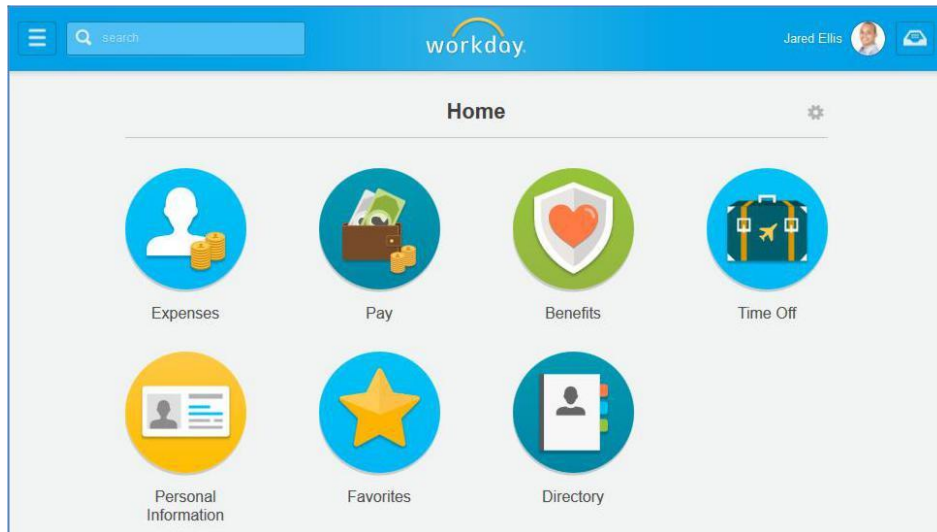 search
workday.
Jared Ellis
Home
Expenses
Pay
Benefits
Time Off
Personal
Information
Favorites
Directory